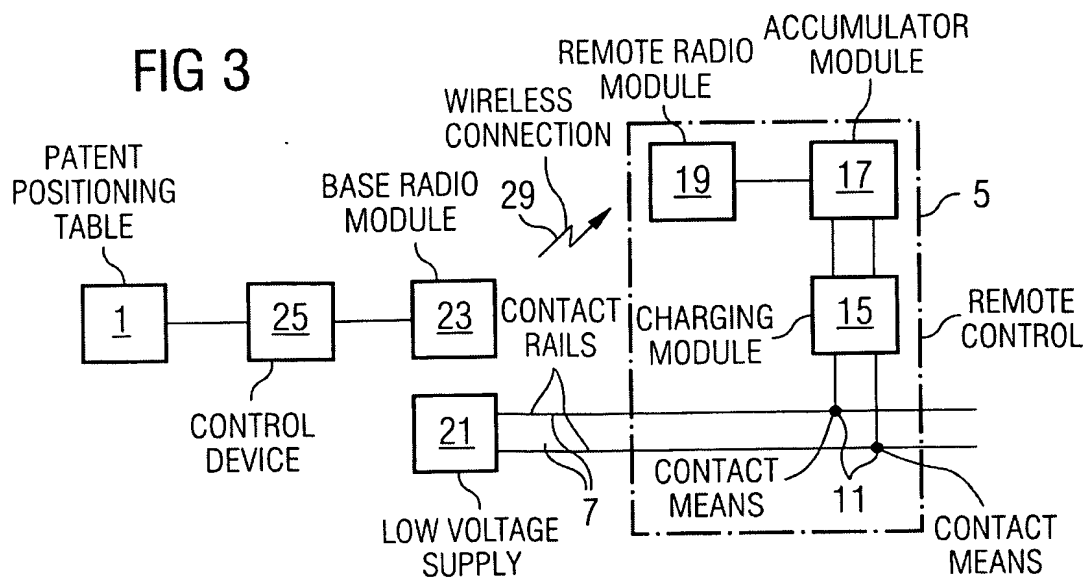 FIG 3
PATENT
POSITIONING
TABLE
1
25
CONTROL
DEVICE
BASE RADIO
MODULE
23
WIRELESS
CONNECTION
29
REMOTE RADIO
MODULE
19
ACCUMULATOR
MODULE
17
5
CHARGING
MODULE
15
REMOTE
CONTROL
CONTACT
RAILS
21
7
LOW VOLTAGE
SUPPLY
CONTACT
MEANS
11
CONTACT
MEANS